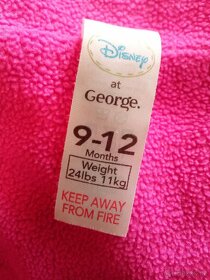 Disney
at
George.
9-12
Months
Weight
24lbs 11kg
KEEP AWAY
FROM FIRE